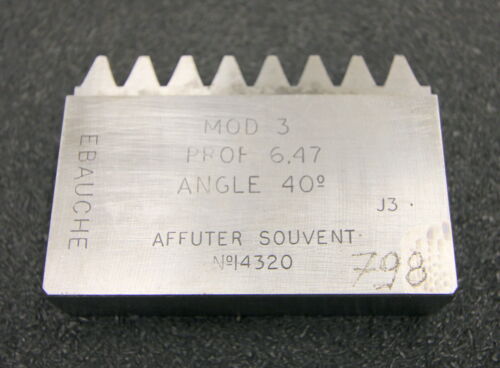 MOD 3
PROF 6.47
ANGLE 40º
J3
AFFUTER SOUVENT
Nº14320
798
EBAUCHE